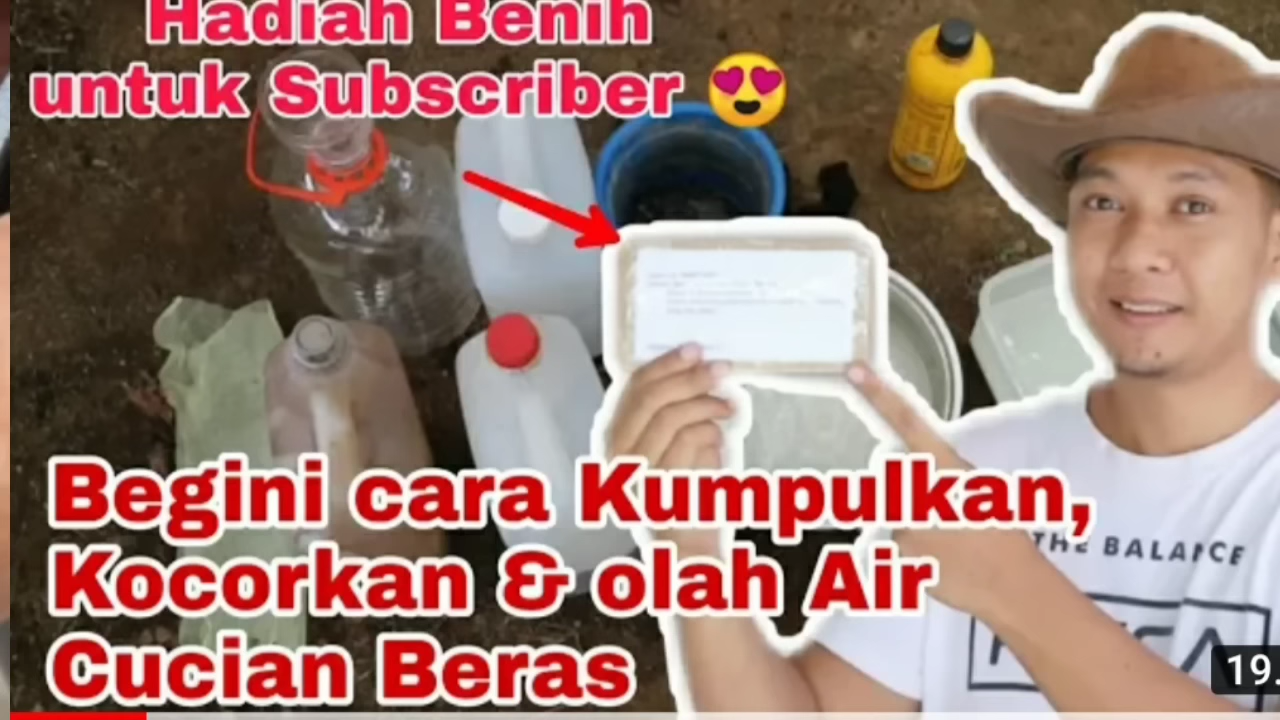 Hadiah Benih
untuk Subscriber 😍
Begini cara Kumpulkan,
Kocorkan & olah Air
Cucian Beras
THE BALANCE
19.